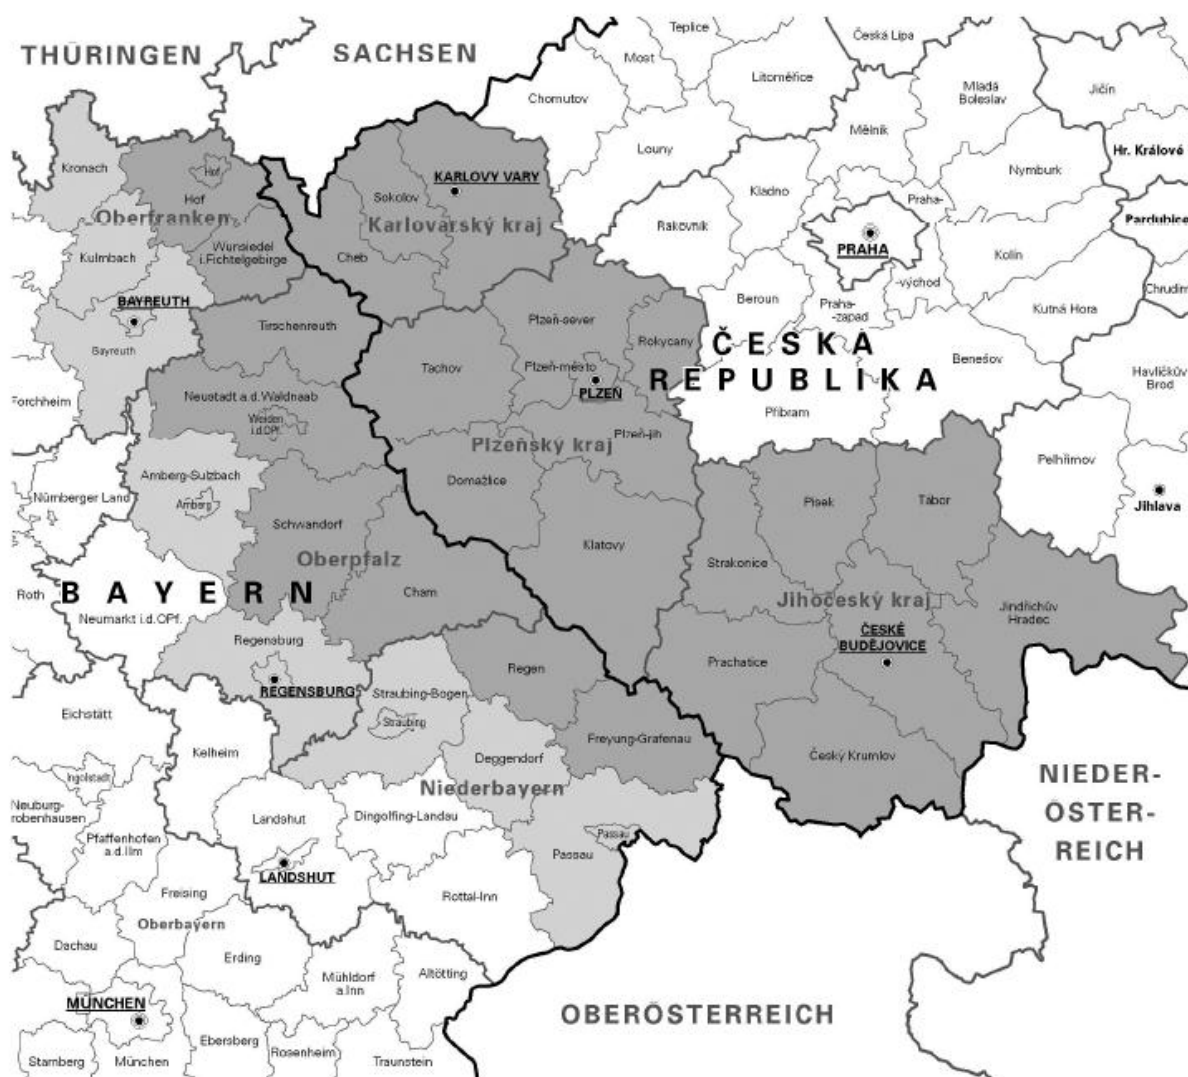 THÜRINGEN
SACHSEN
Teplice
Česká Lípa
Most
Litoměřice
Chomutov
Mladá
Boleslav
Jičín
Mělník
Louny
Hr. Králové
Kronach
Hof
Hof
KARLOVY VARY
Sokolov
Kladno
Nymburk
Praha-
Oberfranken
Karlovarský kraj
Rakovník
Pardubice
Wunsiedel
i.Fichtelgebirge
Kulmbach
Cheb
PRAHA
Kolín
-východ
BAYREUTH
Beroun
Praha-
západ
Chrudim
Kutná Hora
Tirschenreuth
Plzeň-sever
Rokycany
Bayreuth
ČESKÁ
Benešov
Tachov
Plzeň-město
REPUBLIKA
Havlíčkův
Brod
Forchheim
Neustadt a.d.Waldnaab
PLZEŇ
Příbram
Weiden
i.d.OPf.
Plzeňský kraj
Plzeň-jih
Pelhřimov
Amberg-Sulzbach
Amberg
Domažlice
Nürnberger Land
Písek
Tábor
Jihlava
Schwandorf
Klatovy
Oberpfalz
Strakonice
BAYERN
Roth
Cham
Jihočeský kraj
Jindřichův
Hradec
Neumarkt i.d.OPf.
Regensburg
ČESKÉ
BUDĚJOVICE
Regen
Prachatice
REGENSBURG
Straubing-Bogen
Straubing
Eichstätt
Freyung-Grafenau
Kelheim
Deggendorf
Český Krumlov
Ingolstadt
Niederbayern
NIEDER-
ÖSTER-
REICH
Neuburg-
robenhausen
Landshut
Dingolfing-Landau
Pfaffenhofen
a.d.Ilm
Passau
Passau
LANDSHUT
Freising
Rottal-Inn
Oberbayern
Dachau
Erding
Mühldorf
a.Inn
Altötting
MÜNCHEN
OBERÖSTERREICH
Ebersberg
Starnberg
München
Rosenheim
Traunstein